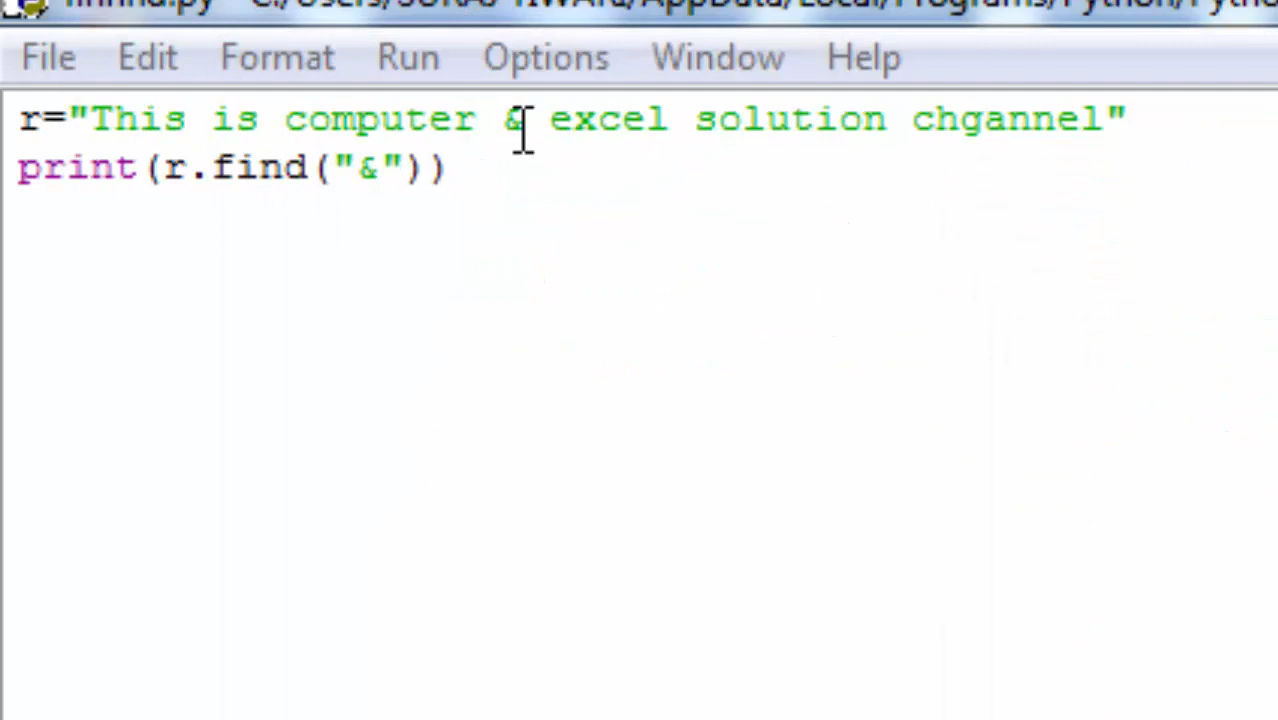 File Edit Format Run Options Window Help
r="This is computer & excel solution chgannel"
print(r.find("&"))